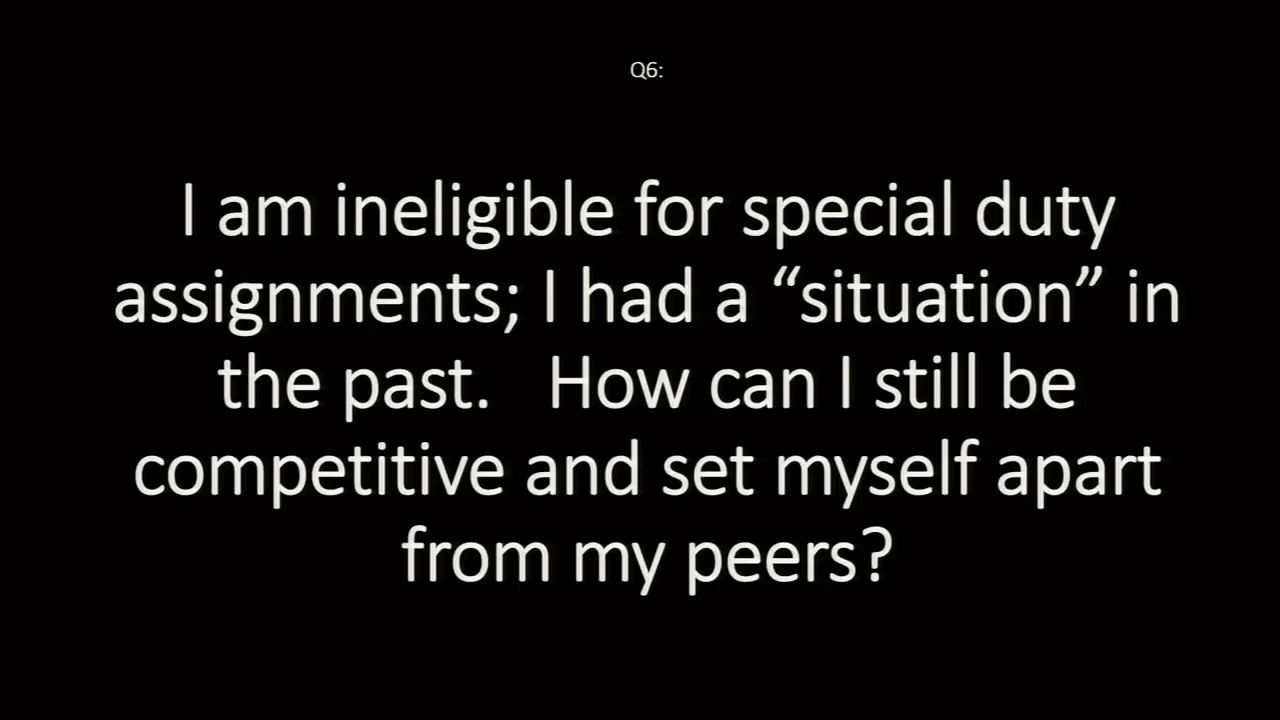 Q6:
I am ineligible for special duty
assignments; I had a “situation” in
the past.   How can I still be
competitive and set myself apart
from my peers?